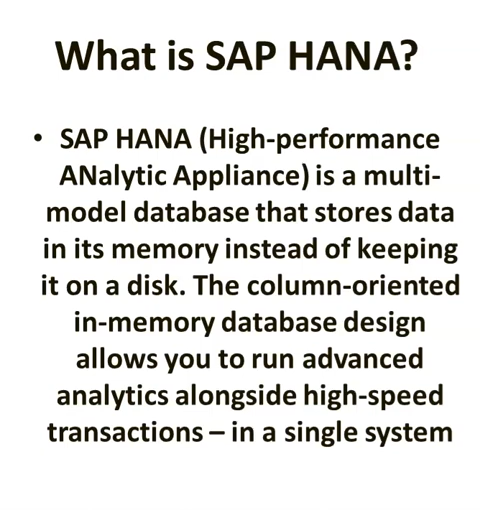 What is SAP HANA?
• SAP HANA (High-performance
ANalytic Appliance) is a multi-
model database that stores data
in its memory instead of keeping
it on a disk. The column-oriented
in-memory database design
allows you to run advanced
analytics alongside high-speed
transactions – in a single system